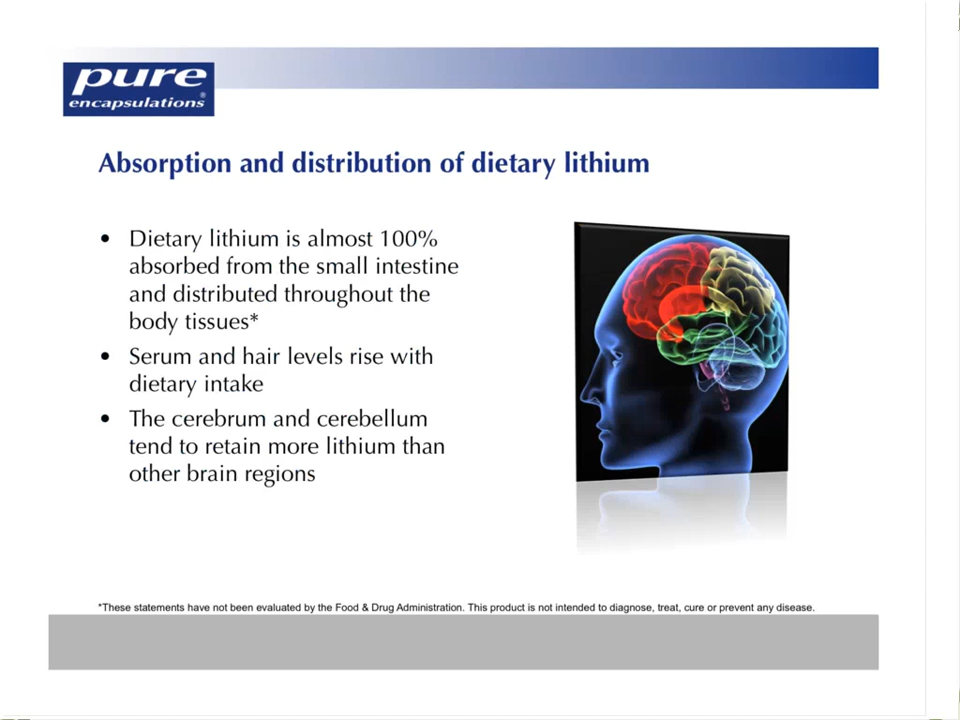 pure
encapsulations®
Absorption and distribution of dietary lithium
• Dietary lithium is almost 100%
absorbed from the small intestine
and distributed throughout the
body tissues*
• Serum and hair levels rise with
dietary intake
• The cerebrum and cerebellum
tend to retain more lithium than
other brain regions
*These statements have not been evaluated by the Food & Drug Administration. This product is not intended to diagnose, treat, cure or prevent any disease.